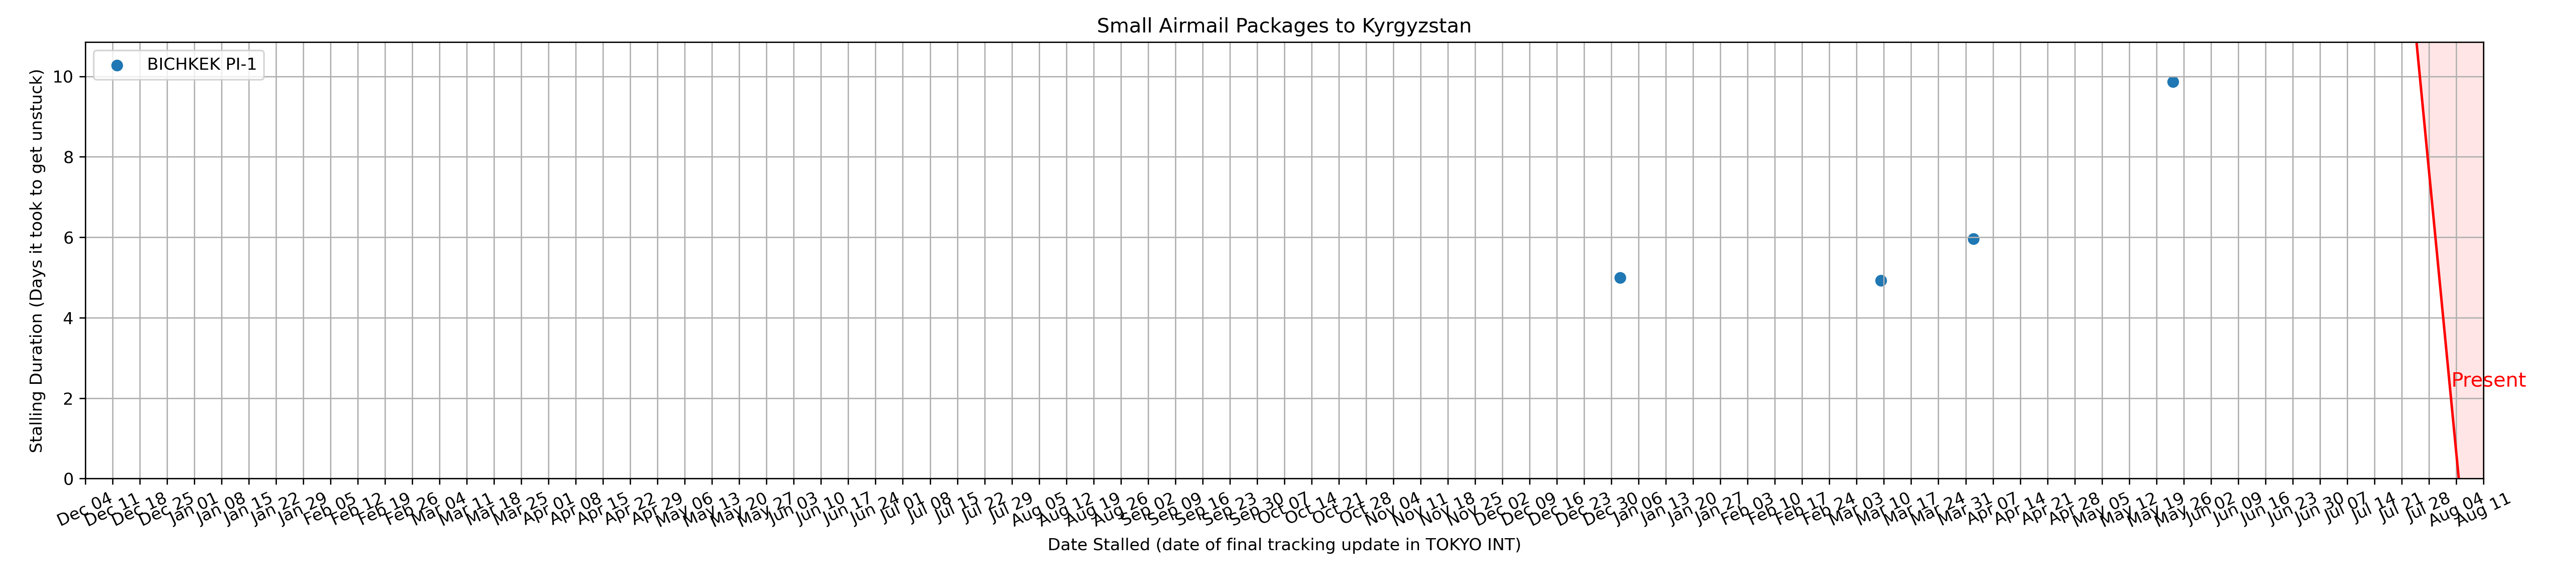 Small Airmail Packages to Kyrgyzstan
BICHKEK PI-1
Stalling Duration (Days it took to get unstuck)
10
8
6
4
2
0
Present
Dec 04 Dec 11 Dec 18 Dec 25 Jan 01 Jan 08 Jan 15 Jan 22 Jan 29 Feb 05 Feb 12 Feb 19 Feb 26 Mar 04 Mar 11 Mar 18 Mar 25 Apr 01 Apr 08 Apr 15 Apr 22 Apr 29 May 06 May 13 May 20 May 27 Jun 03 Jun 10 Jun 17 Jun 24 Jul 01 Jul 08 Jul 15 Jul 22 Jul 29 Aug 05 Aug 12 Aug 19 Aug 26 Sep 02 Sep 09 Sep 16 Sep 23 Sep 30 Oct 07 Oct 14 Oct 21 Oct 28 Nov 04 Nov 11 Nov 18 Nov 25 Dec 02 Dec 09 Dec 16 Dec 23 Dec 30 Jan 06 Jan 13 Jan 20 Jan 27 Feb 03 Feb 10 Feb 17 Feb 24 Mar 03 Mar 10 Mar 17 Mar 24 Mar 31 Apr 07 Apr 14 Apr 21 Apr 28 May 05 May 12 May 19 May 26 Jun 02 Jun 09 Jun 16 Jun 23 Jun 30 Jul 07 Jul 14 Jul 21 Jul 28 Aug 04 Aug 11
Date Stalled (date of final tracking update in TOKYO INT)